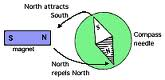 North attracts
South
S N
magnet
S
N
Compass
needle
North
repels North